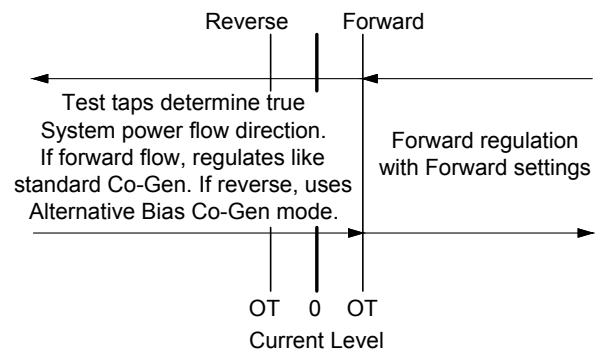 Reverse Forward
Test taps determine true
System power flow direction.
If forward flow, regulates like
standard Co-Gen. If reverse, uses
Alternative Bias Co-Gen mode.
Forward regulation
with Forward settings
OT 0 OT
Current Level